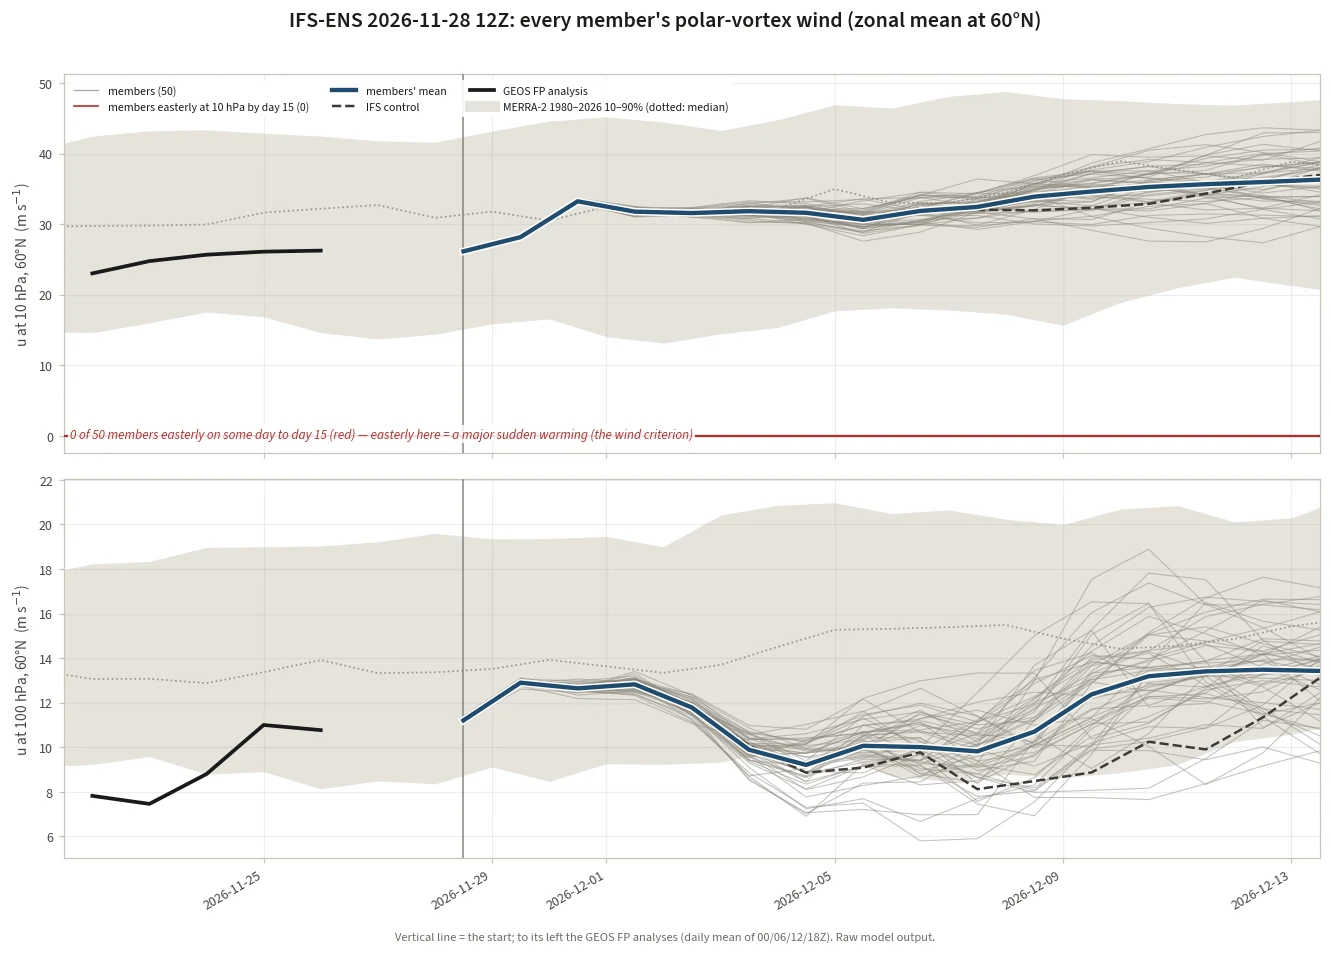 IFS-ENS 2026-11-28 12Z: every member's polar-vortex wind (zonal mean at 60°N)
members (50)
members easterly at 10 hPa by day 15 (0)
members' mean
IFS control
GEOS FP analysis
MERRA-2 1980–2026 10–90% (dotted: median)
u at 10 hPa, 60°N (m s⁻¹)
50
40
30
20
10
0
0 of 50 members easterly on some day to day 15 (red) — easterly here = a major sudden warming (the wind criterion)
u at 100 hPa, 60°N (m s⁻¹)
22
20
18
16
14
12
10
8
6
2026-11-25
2026-11-29
2026-12-01
2026-12-05
2026-12-09
2026-12-13
Vertical line = the start; to its left the GEOS FP analyses (daily mean of 00/06/12/18Z). Raw model output.